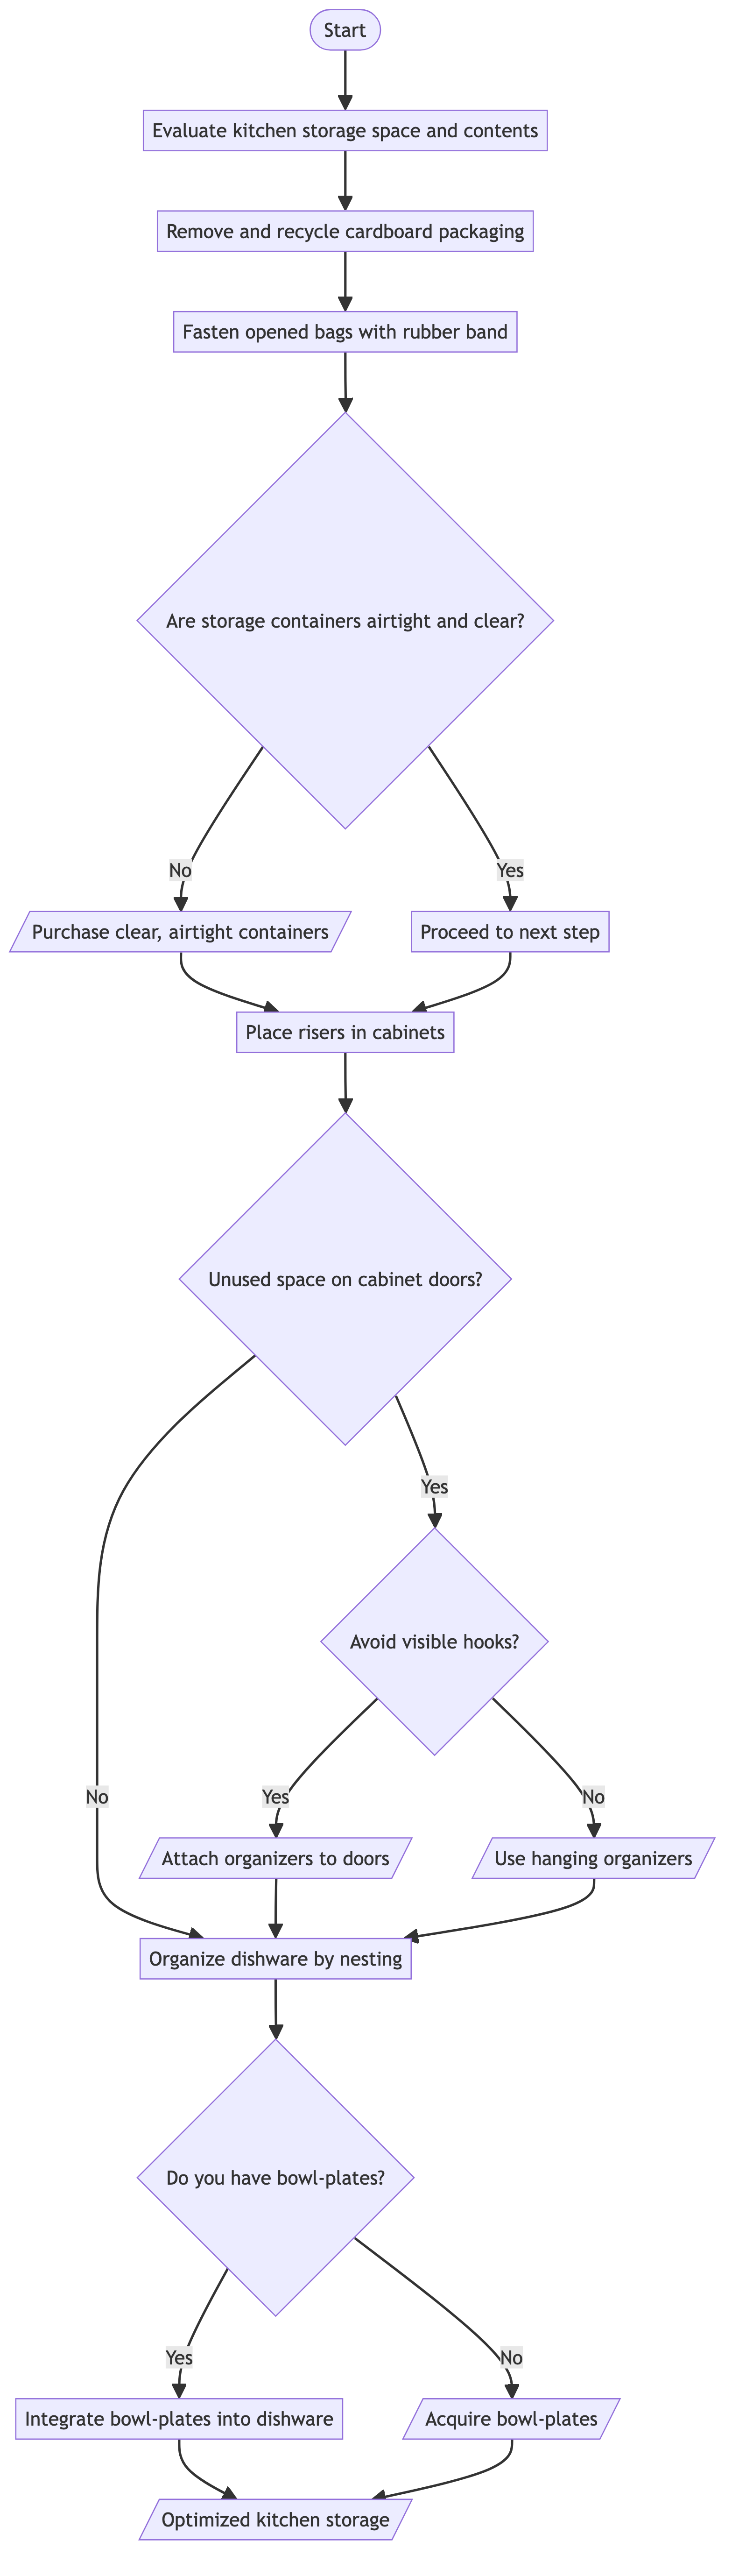 Start
Evaluate kitchen storage space and contents
Remove and recycle cardboard packaging
Fasten opened bags with rubber band
Are storage containers airtight and clear?
No
Yes
Purchase clear, airtight containers
Proceed to next step
Place risers in cabinets
Unused space on cabinet doors?
Yes
Avoid visible hooks?
No
Yes
No
Attach organizers to doors
Use hanging organizers
Organize dishware by nesting
Do you have bowl-plates?
Yes
No
Integrate bowl-plates into dishware
Acquire bowl-plates
Optimized kitchen storage